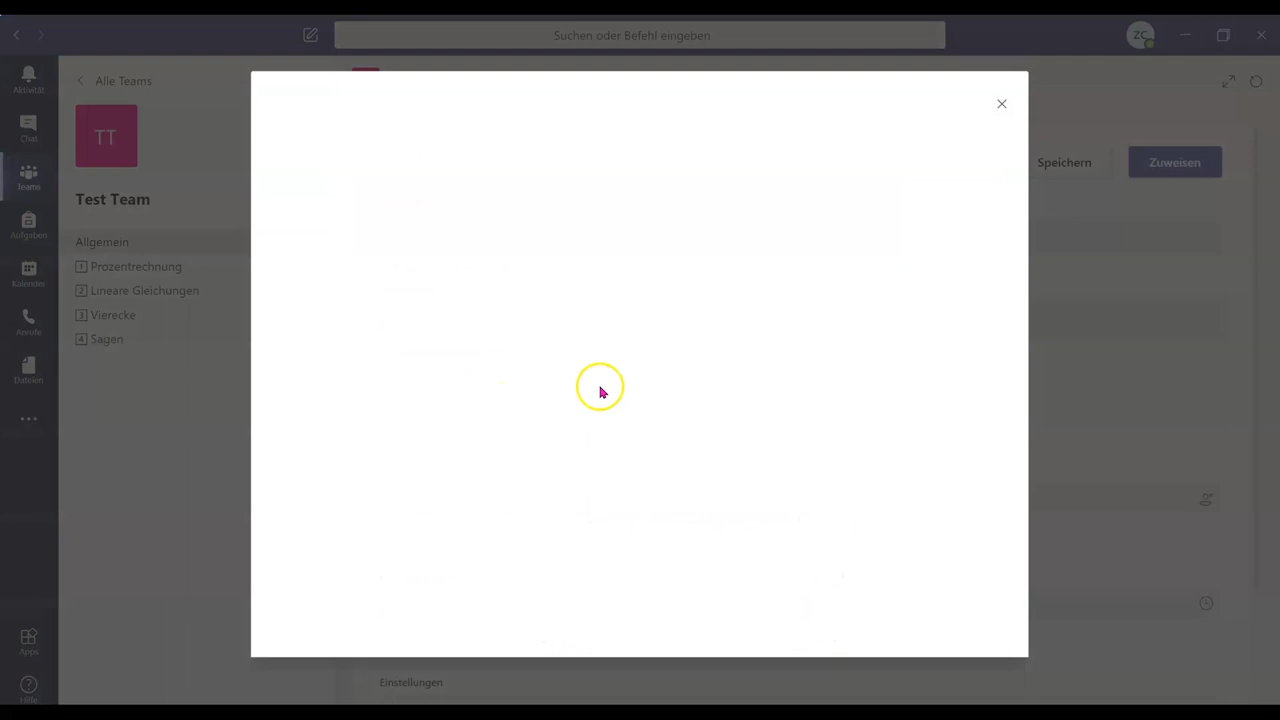 Suchen oder Befehl eingeben
ZC
Aktivität
Chat
Teams
Aufgaben
Kalender
Anrufe
Dateien
Apps
Hilfe
Alle Teams
TT
Test Team
Allgemein
1 Prozentrechnung
2 Lineare Gleichungen
3 Vierecke
4 Sagen
Speichern
Zuweisen
Einstellungen